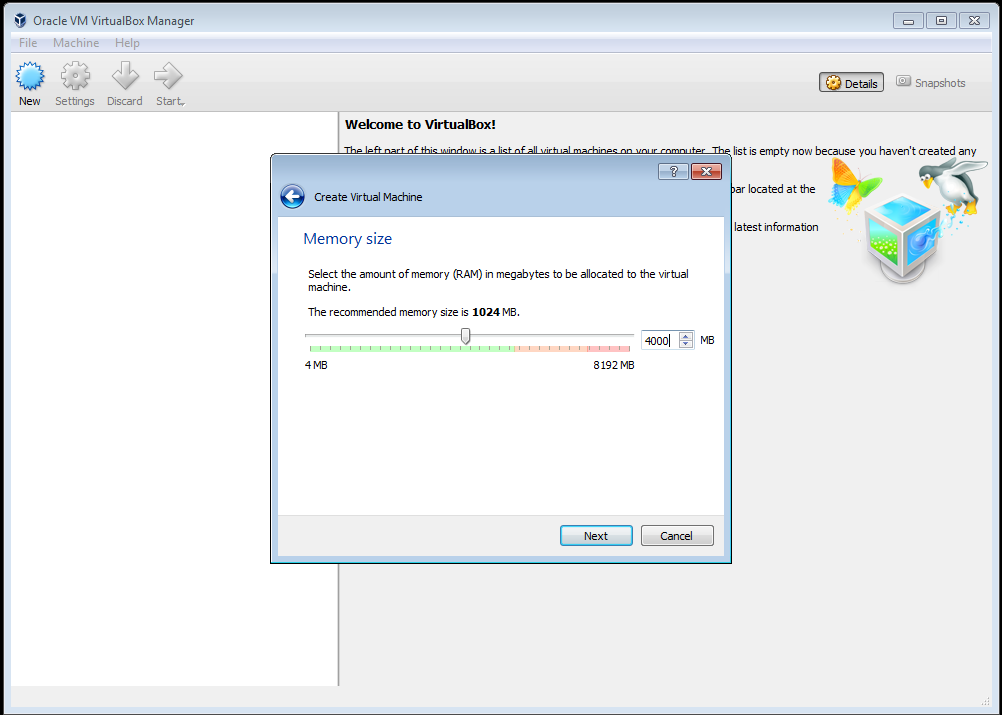 Oracle VM VirtualBox Manager
File Machine Help
New Settings Discard Start
Details Snapshots
Welcome to VirtualBox!
The left part of this window is a list of all virtual machines on your computer. The list is empty now because you haven't created any
bar located at the
latest information
?
Create Virtual Machine
Memory size
Select the amount of memory (RAM) in megabytes to be allocated to the virtual
machine.
The recommended memory size is 1024 MB.
4000 MB
4 MB 8192 MB
Next Cancel